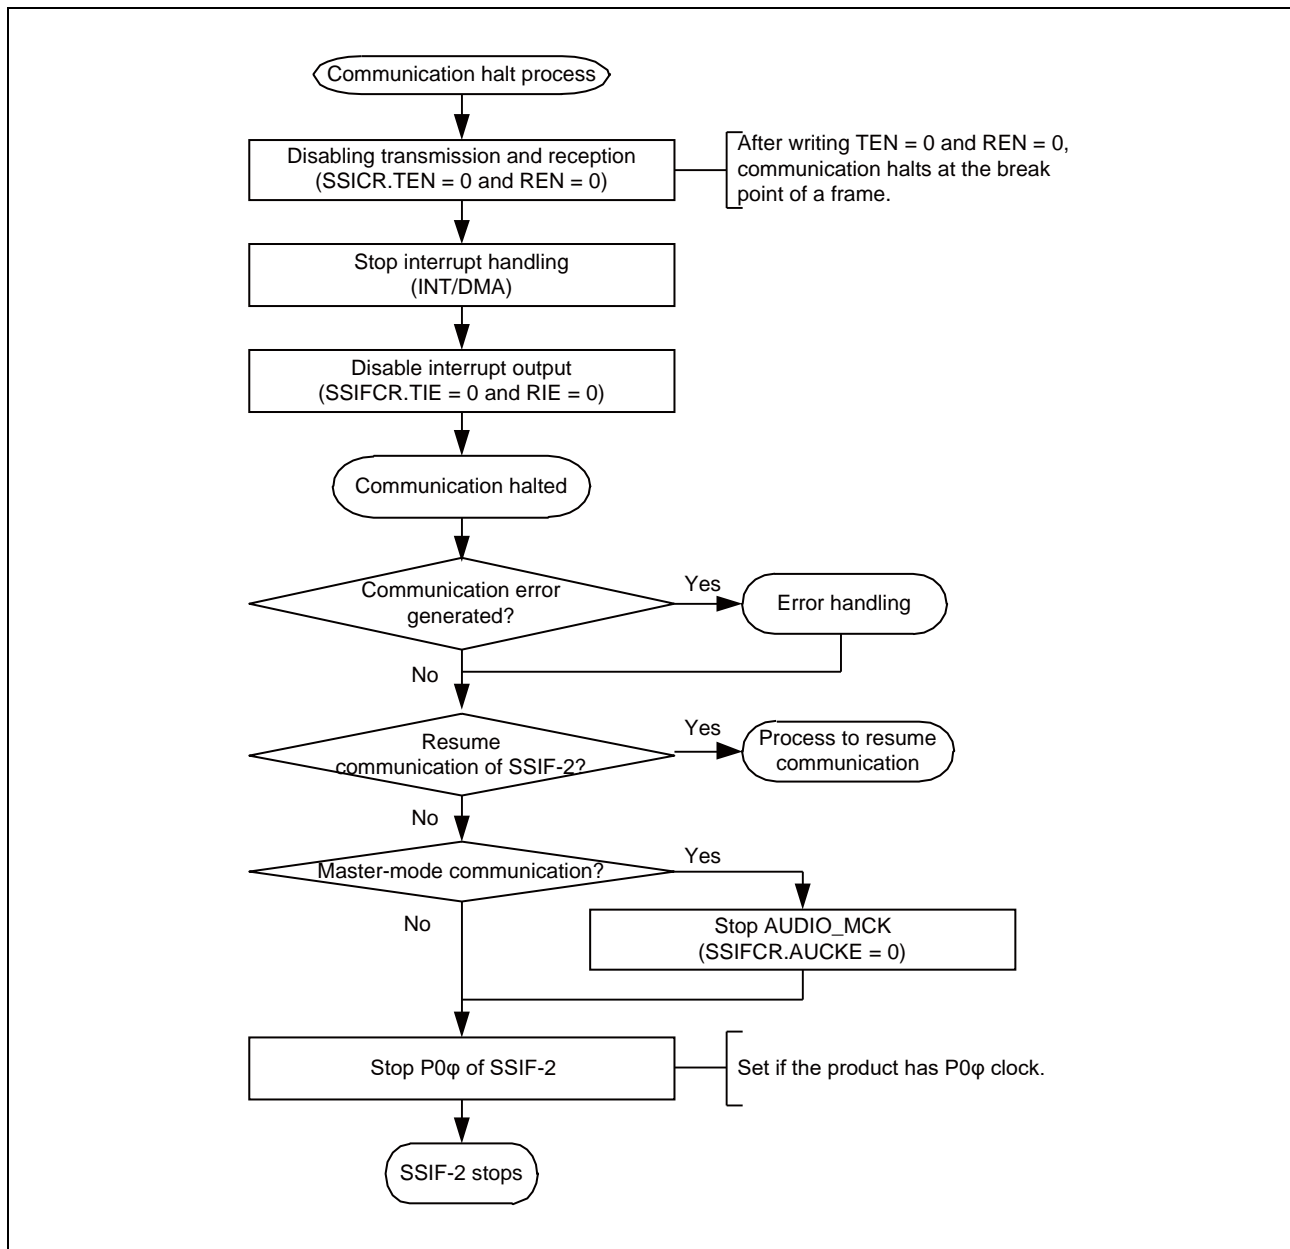 Communication halt process
Disabling transmission and reception
(SSICR.TEN = 0 and REN = 0)
After writing TEN = 0 and REN = 0,
communication halts at the break
point of a frame.
Stop interrupt handling
(INT/DMA)
Disable interrupt output
(SSIFCR.TIE = 0 and RIE = 0)
Communication halted
Communication error
generated?
Yes
Error handling
No
Resume
communication of SSIF-2?
Yes
Process to resume
communication
No
Master-mode communication?
Yes
No
Stop AUDIO_MCK
(SSIFCR.AUCKE = 0)
Stop P0φ of SSIF-2
Set if the product has P0φ clock.
SSIF-2 stops